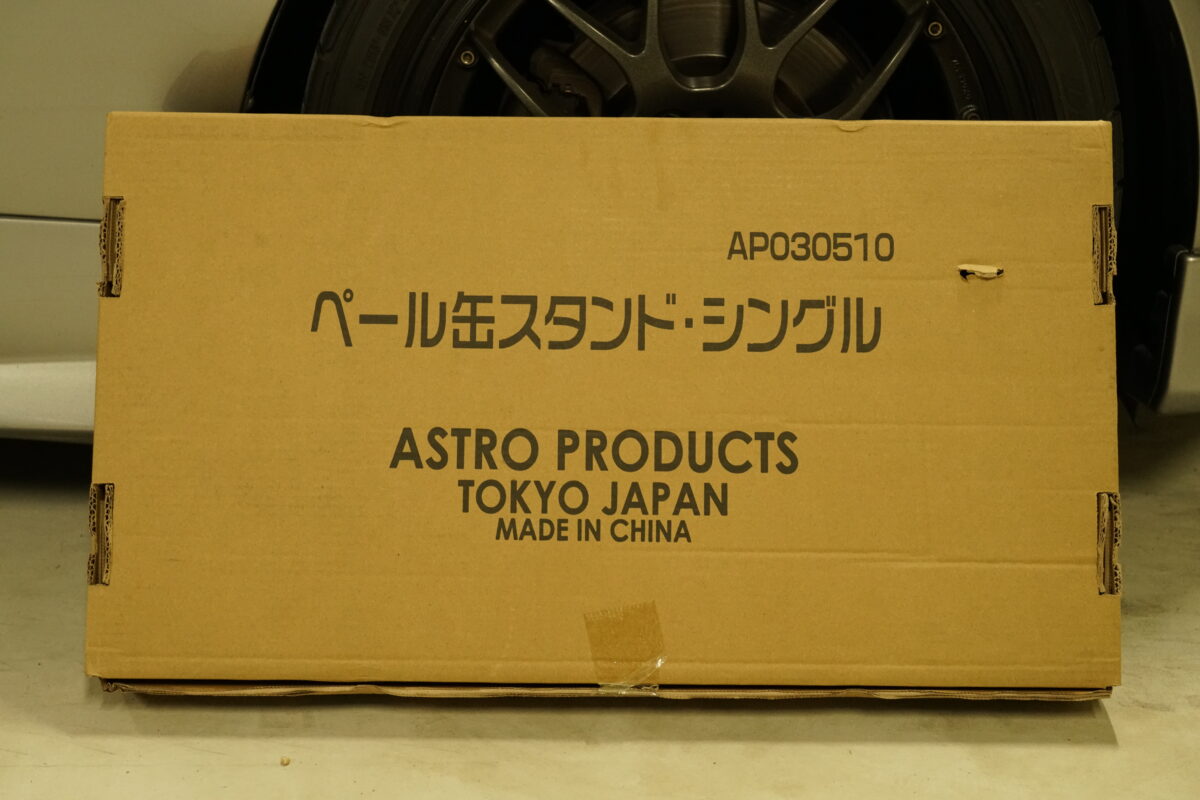 AP030510
ペール缶スタンド・シングル
ASTRO PRODUCTS
TOKYO JAPAN
MADE IN CHINA